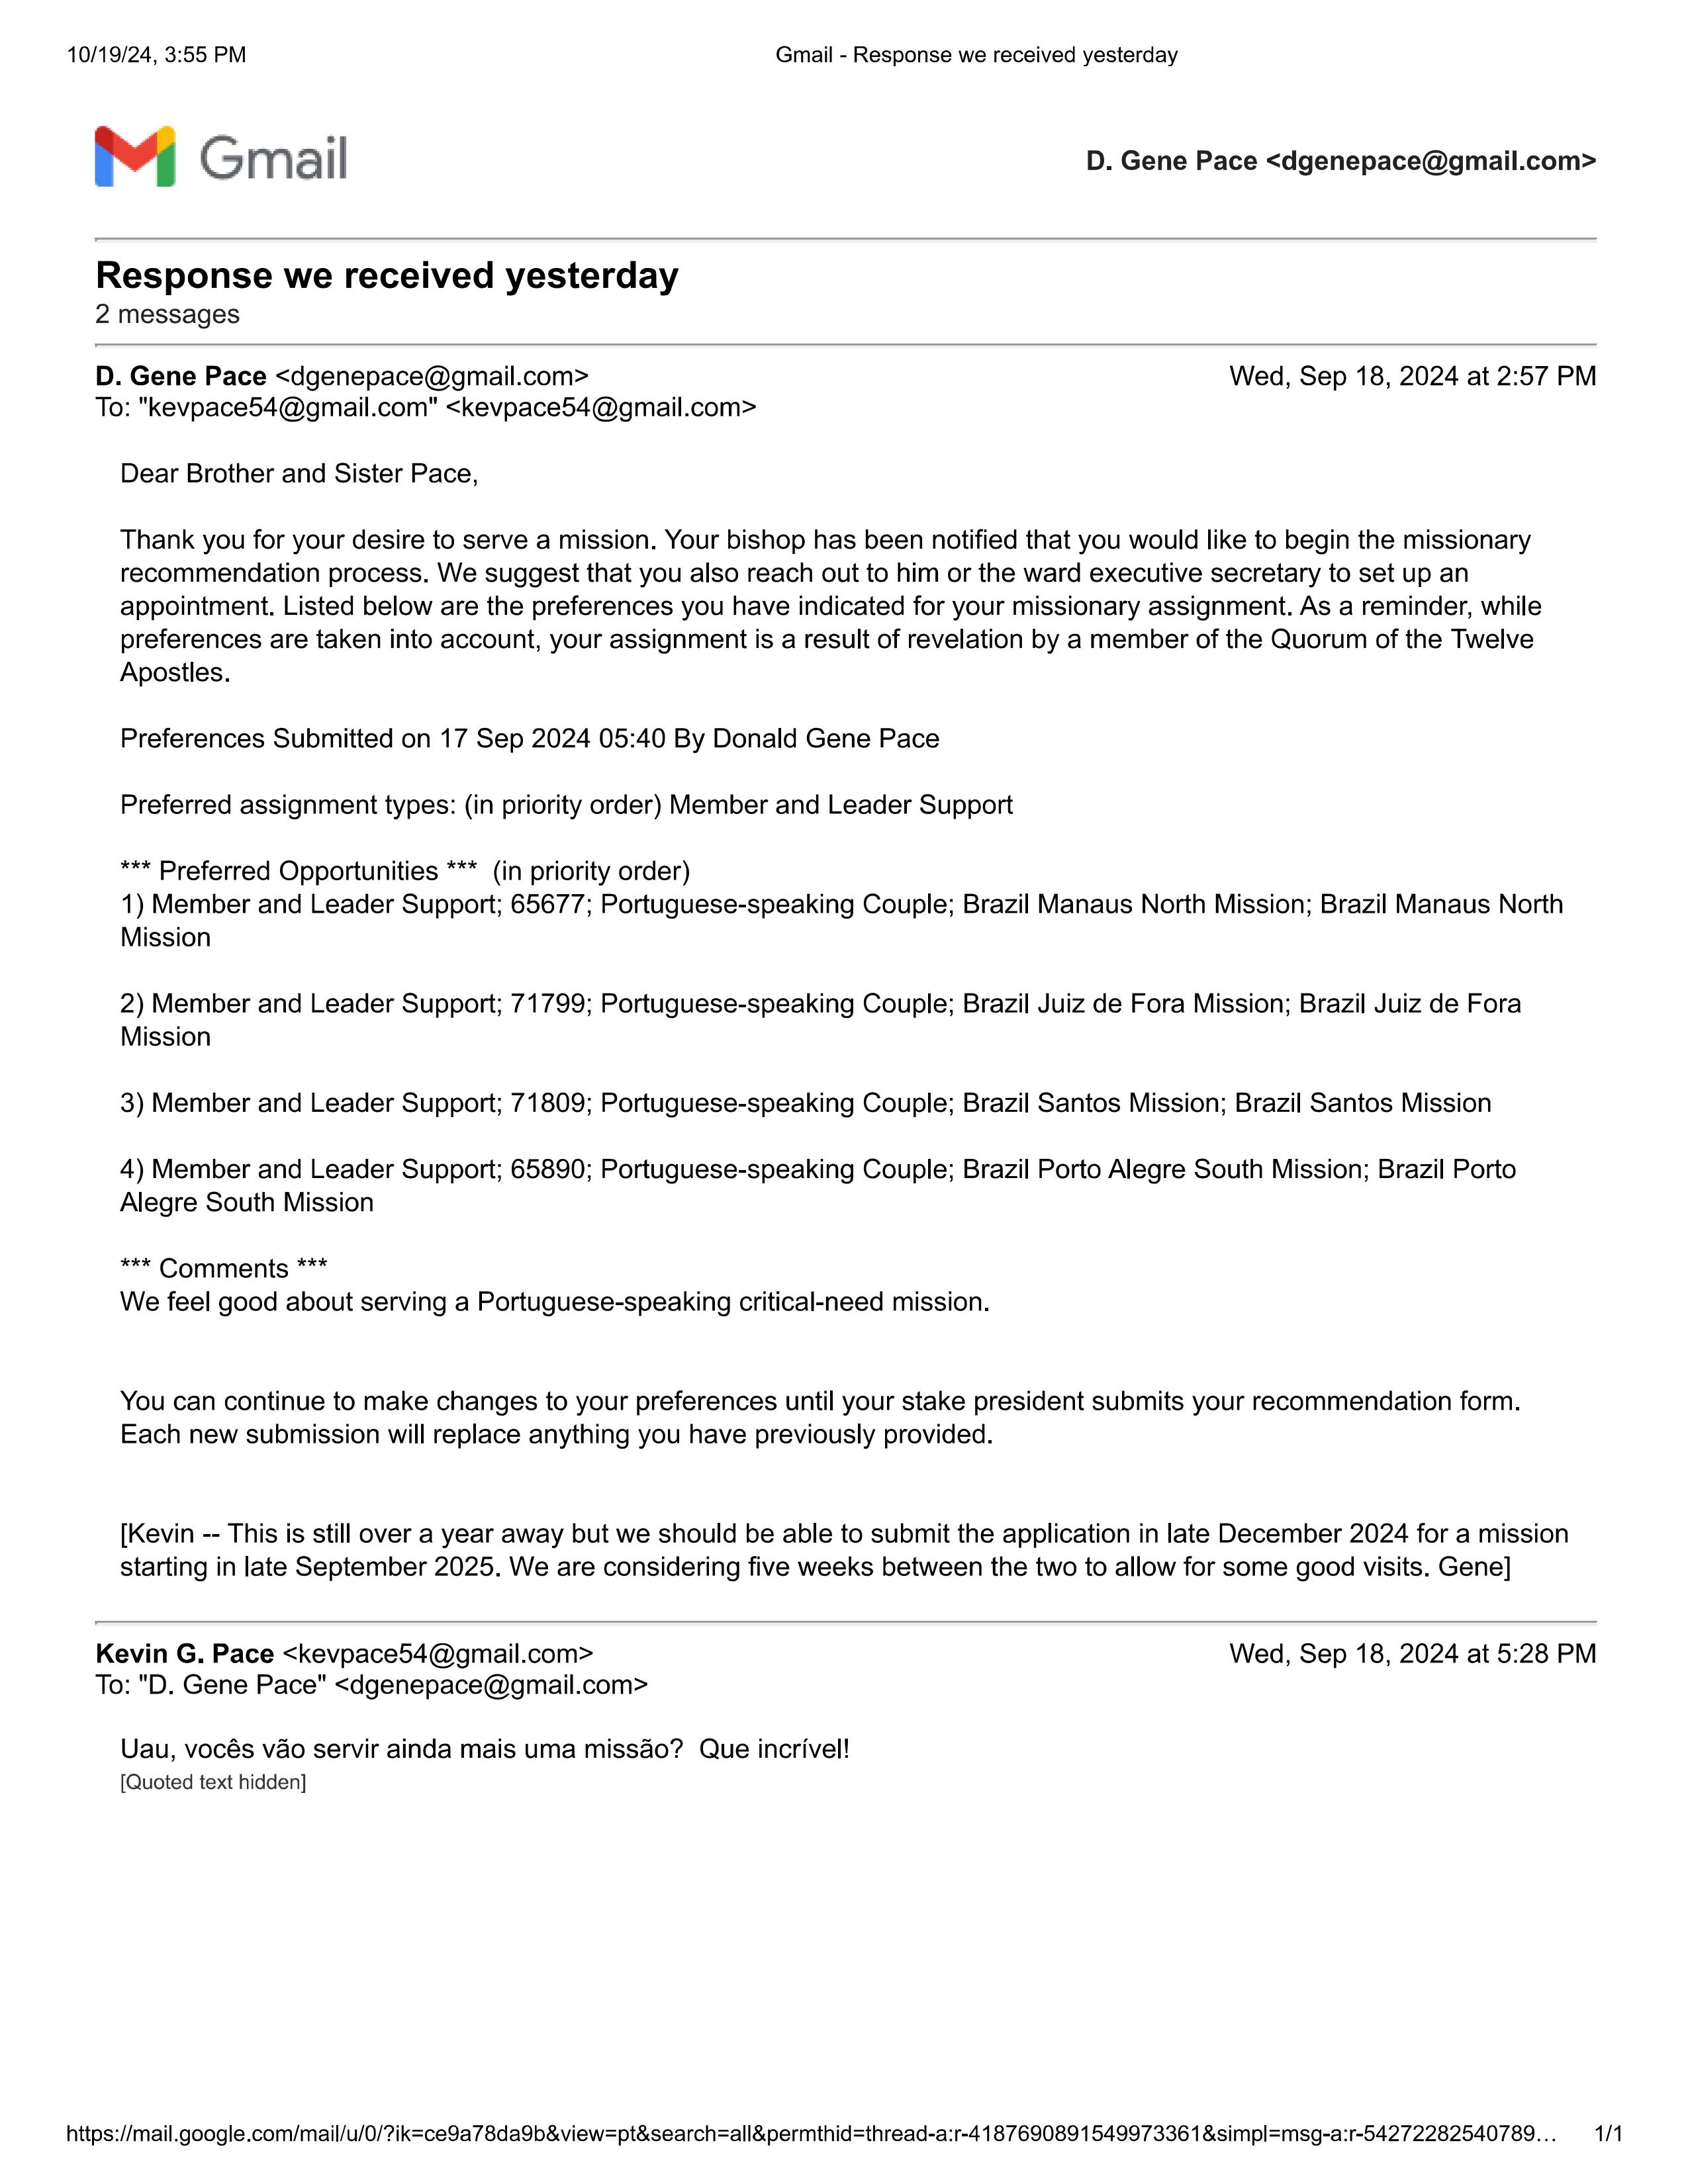 10/19/24, 3:55 PM
Gmail - Response we received yesterday
Gmail
D. Gene Pace <dgenepace@gmail.com>
Response we received yesterday
2 messages
D. Gene Pace <dgenepace@gmail.com>
Wed, Sep 18, 2024 at 2:57 PM
To: "kevpace54@gmail.com" <kevpace54@gmail.com>
Dear Brother and Sister Pace,
Thank you for your desire to serve a mission. Your bishop has been notified that you would like to begin the missionary
recommendation process. We suggest that you also reach out to him or the ward executive secretary to set up an
appointment. Listed below are the preferences you have indicated for your missionary assignment. As a reminder, while
preferences are taken into account, your assignment is a result of revelation by a member of the Quorum of the Twelve
Apostles.
Preferences Submitted on 17 Sep 2024 05:40 By Donald Gene Pace
Preferred assignment types: (in priority order) Member and Leader Support
*** Preferred Opportunities *** (in priority order)
1) Member and Leader Support; 65677; Portuguese-speaking Couple; Brazil Manaus North Mission; Brazil Manaus North
Mission
2) Member and Leader Support; 71799; Portuguese-speaking Couple; Brazil Juiz de Fora Mission; Brazil Juiz de Fora
Mission
3) Member and Leader Support; 71809; Portuguese-speaking Couple; Brazil Santos Mission; Brazil Santos Mission
4) Member and Leader Support; 65890; Portuguese-speaking Couple; Brazil Porto Alegre South Mission; Brazil Porto
Alegre South Mission
*** Comments ***
We feel good about serving a Portuguese-speaking critical-need mission.
You can continue to make changes to your preferences until your stake president submits your recommendation form.
Each new submission will replace anything you have previously provided.
[Kevin -- This is still over a year away but we should be able to submit the application in late December 2024 for a mission
starting in late September 2025. We are considering five weeks between the two to allow for some good visits. Gene]
Kevin G. Pace <kevpace54@gmail.com>
Wed, Sep 18, 2024 at 5:28 PM
To: "D. Gene Pace" <dgenepace@gmail.com>
Uau, vocês vão servir ainda mais uma missão? Que incrível!
[Quoted text hidden]
https://mail.google.com/mail/u/0/?ik=ce9a78da9b&view=pt&search=all&permthid=thread-a:r-4187690891549973361&simpl=msg-a:r-54272282540789…
1/1